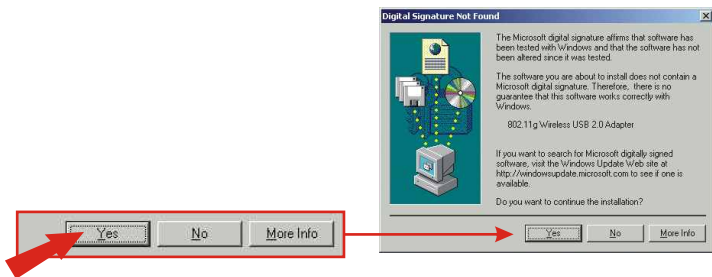 Digital Signature Not Found
The Microsoft digital signature affirms that software has
been tested with Windows and that the software has not
been altered since it was tested.
The software you are about to install does not contain a
Microsoft digital signature. Therefore, there is no
guarantee that this software works correctly with
Windows.
802.11g Wireless USB 2.0 Adapter
If you want to search for Microsoft digitally signed
software, visit the Windows Update Web site at
http://windowsupdate.microsoft.com to see if one is
available.
Do you want to continue the installation?
Yes No More Info
Yes No More Info